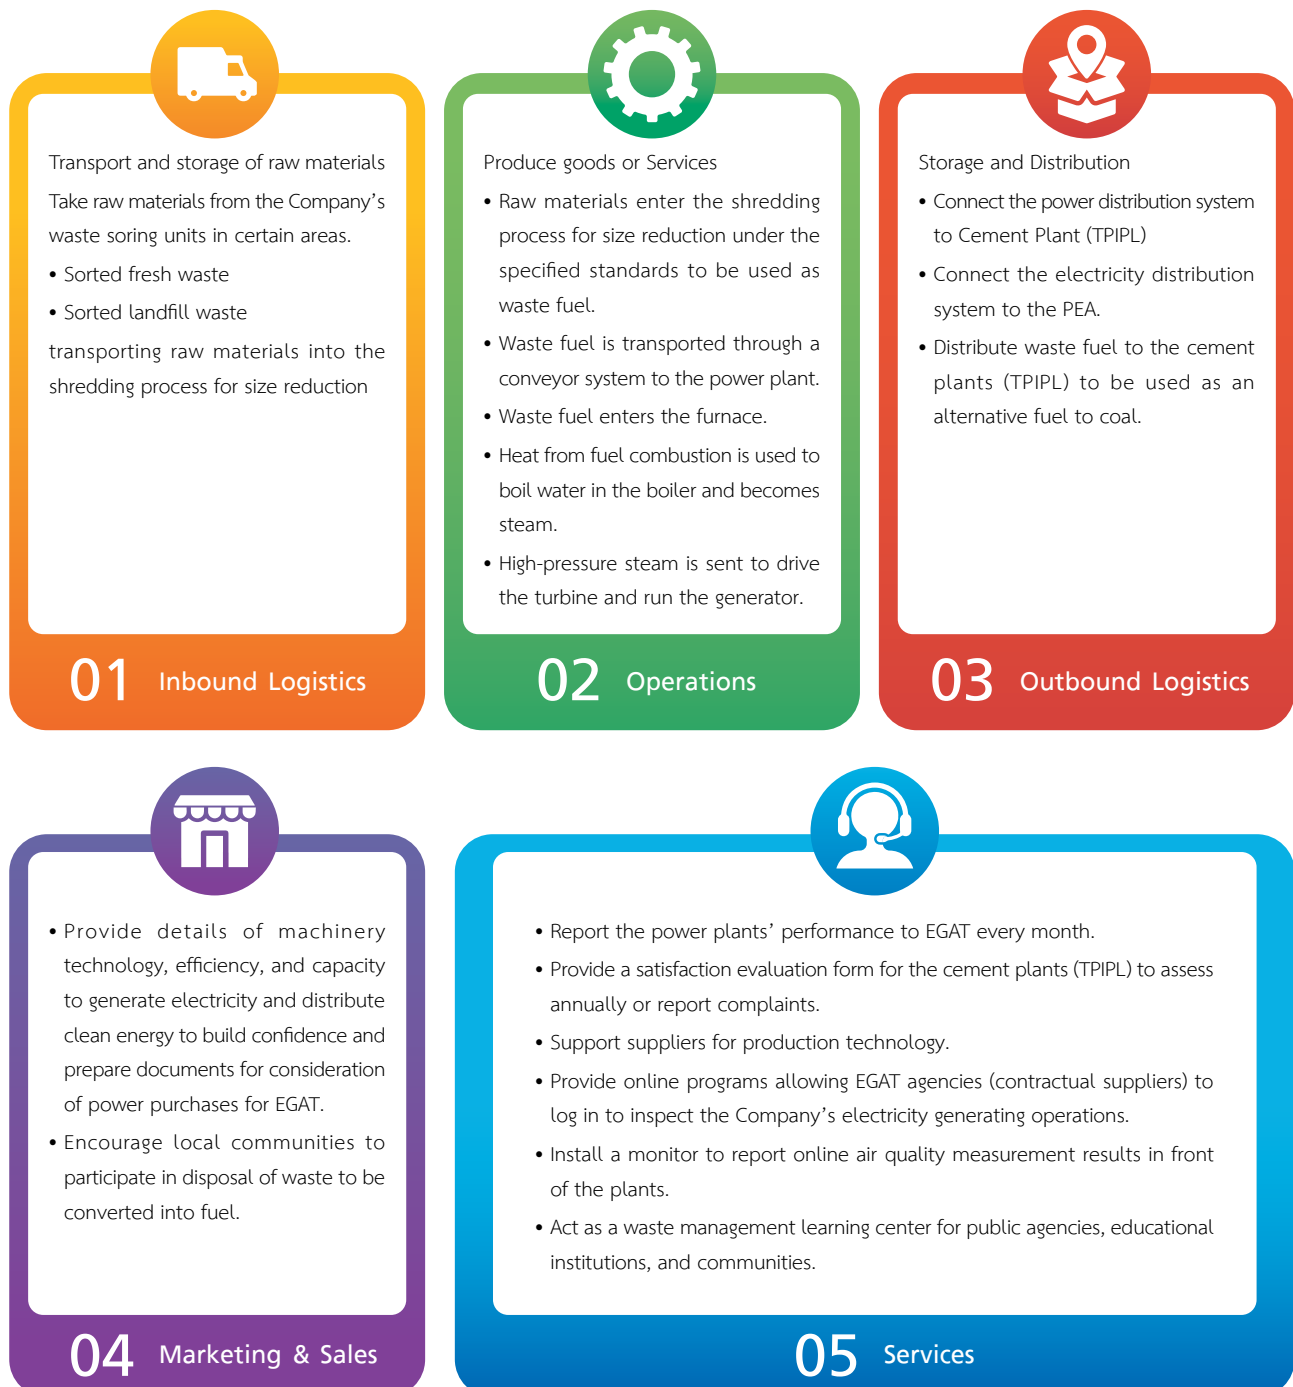 Transport and storage of raw materials
Take raw materials from the Company's
waste soring units in certain areas.
• Sorted fresh waste
• Sorted landfill waste
transporting raw materials into the
shredding process for size reduction
01 Inbound Logistics
Produce goods or Services
• Raw materials enter the shredding
process for size reduction under the
specified standards to be used as
waste fuel.
• Waste fuel is transported through a
conveyor system to the power plant.
• Waste fuel enters the furnace.
• Heat from fuel combustion is used to
boil water in the boiler and becomes
steam.
• High-pressure steam is sent to drive
the turbine and run the generator.
02 Operations
Storage and Distribution
• Connect the power distribution system
to Cement Plant (TPIPL)
• Connect the electricity distribution
system to the PEA.
• Distribute waste fuel to the cement
plants (TPIPL) to be used as an
alternative fuel to coal.
03 Outbound Logistics
• Provide details of machinery
technology, efficiency, and capacity
to generate electricity and distribute
clean energy to build confidence and
prepare documents for consideration
of power purchases for EGAT.
• Encourage local communities to
participate in disposal of waste to be
converted into fuel.
04 Marketing & Sales
• Report the power plants' performance to EGAT every month.
• Provide a satisfaction evaluation form for the cement plants (TPIPL) to assess
annually or report complaints.
• Support suppliers for production technology.
• Provide online programs allowing EGAT agencies (contractual suppliers) to
log in to inspect the Company's electricity generating operations.
• Install a monitor to report online air quality measurement results in front
of the plants.
• Act as a waste management learning center for public agencies, educational
institutions, and communities.
05 Services